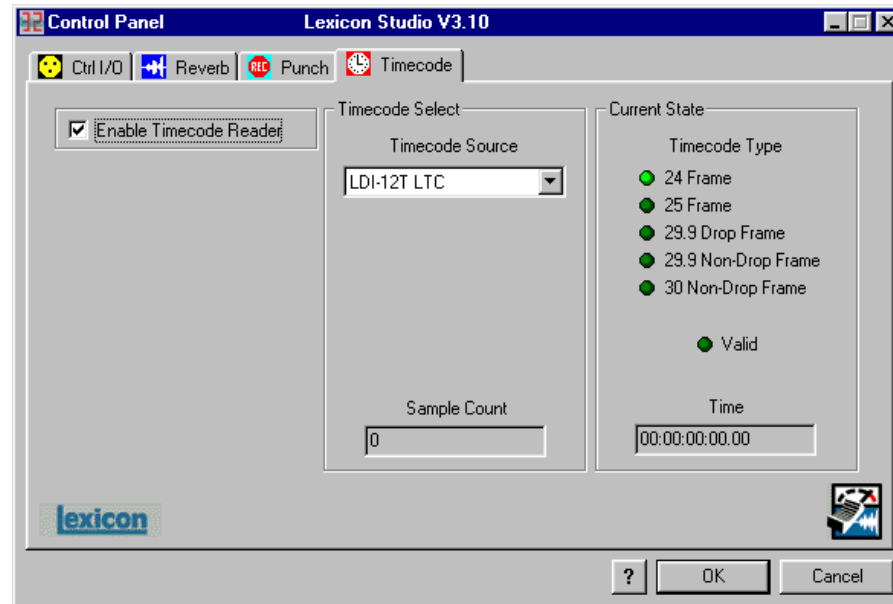 Control Panel Lexicon Studio V3.10
Ctrl I/O Reverb REC Punch Timecode
Enable Timecode Reader
Timecode Select
Timecode Source
LDI-12T LTC
Sample Count
0
Current State
Timecode Type
24 Frame
25 Frame
29.9 Drop Frame
29.9 Non-Drop Frame
30 Non-Drop Frame
Valid
Time
00:00:00:00.00
lexicon
? OK Cancel